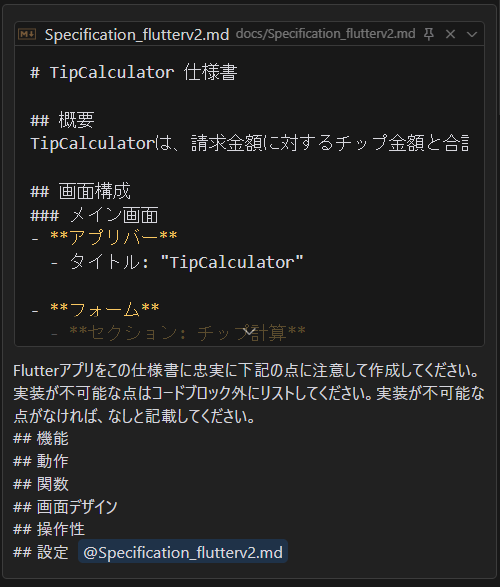 Specification_flutterv2.md docs/Specification_flutterv2.md
# TipCalculator 仕様書
## 概要
TipCalculatorは、請求金額に対するチップ金額と合
## 画面構成
### メイン画面
- **アプリバー**
- タイトル: "TipCalculator"
- **フォーム**
- **セクション: チップ計算**
Flutterアプリをこの仕様書に忠実に下記の点に注意して作成してください。
実装が不可能な点はコードブロック外にリストしてください。実装が不可能な
点がなければ、なしと記載してください。
## 機能
## 動作
## 関数
## 画面デザイン
## 操作性
## 設定 @Specification_flutterv2.md